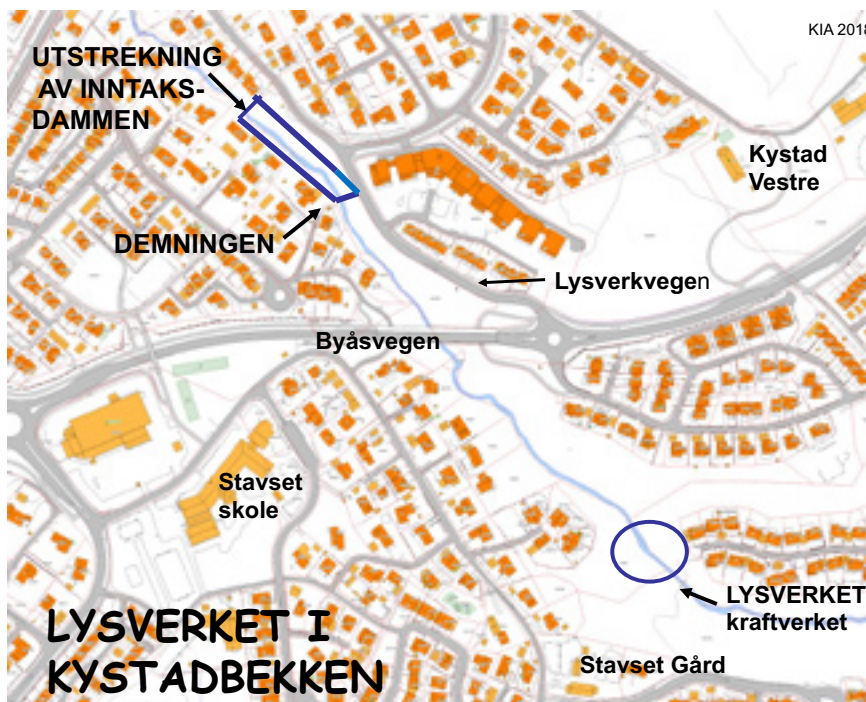 KIA 2018
UTSTREKNING
AV INNTAKS-
DAMMEN
Kystad
Vestre
DEMNINGEN
Lysverkvegen
Byåsvegen
Stavset
skole
LYSVERKET
kraftverket
LYSVERKET I
KYSTADBEKKEN
Stavset Gård